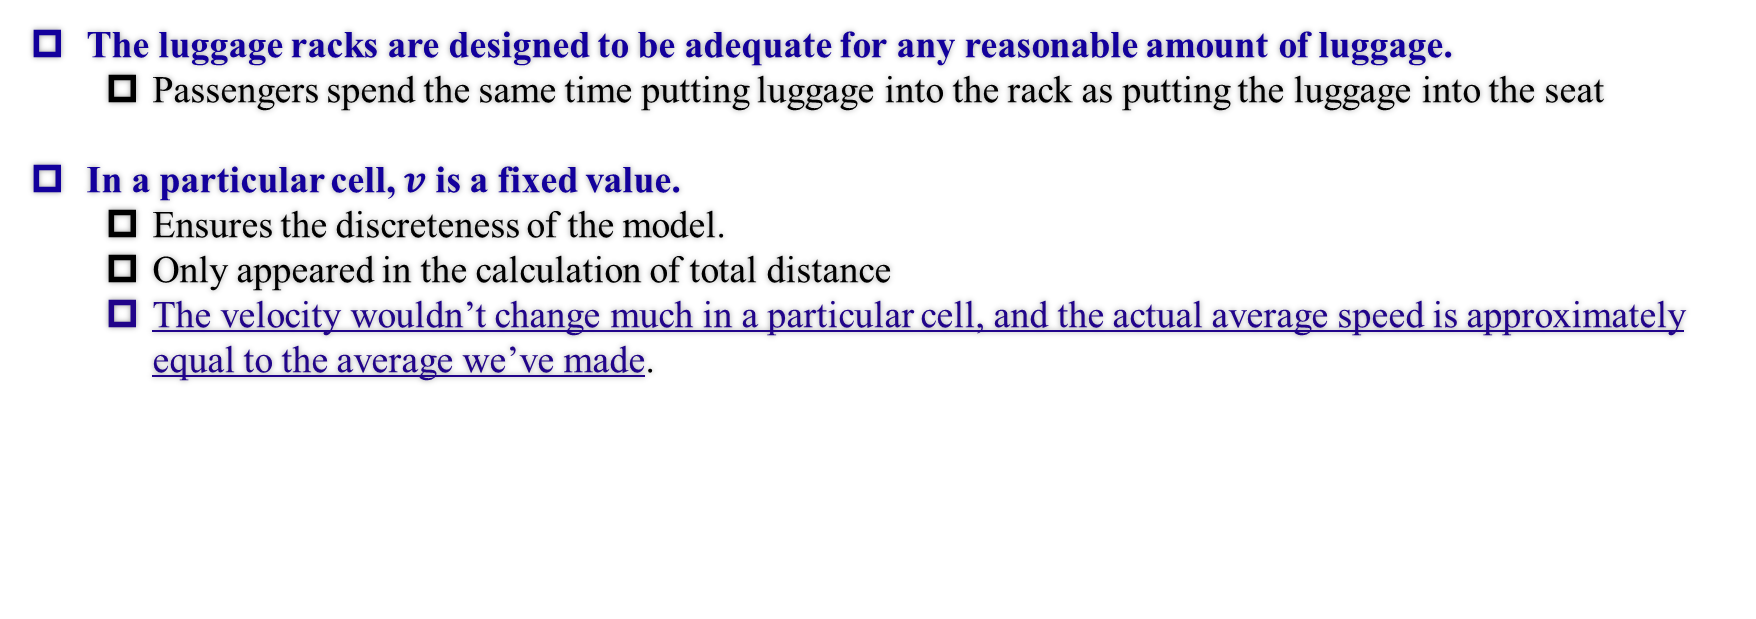 The luggage racks are designed to be adequate for any reasonable amount of luggage.
Passengers spend the same time putting luggage into the rack as putting the luggage into the seat
In a particular cell, v is a fixed value.
Ensures the discreteness of the model.
Only appeared in the calculation of total distance
The velocity wouldn’t change much in a particular cell, and the actual average speed is approximately
equal to the average we’ve made.